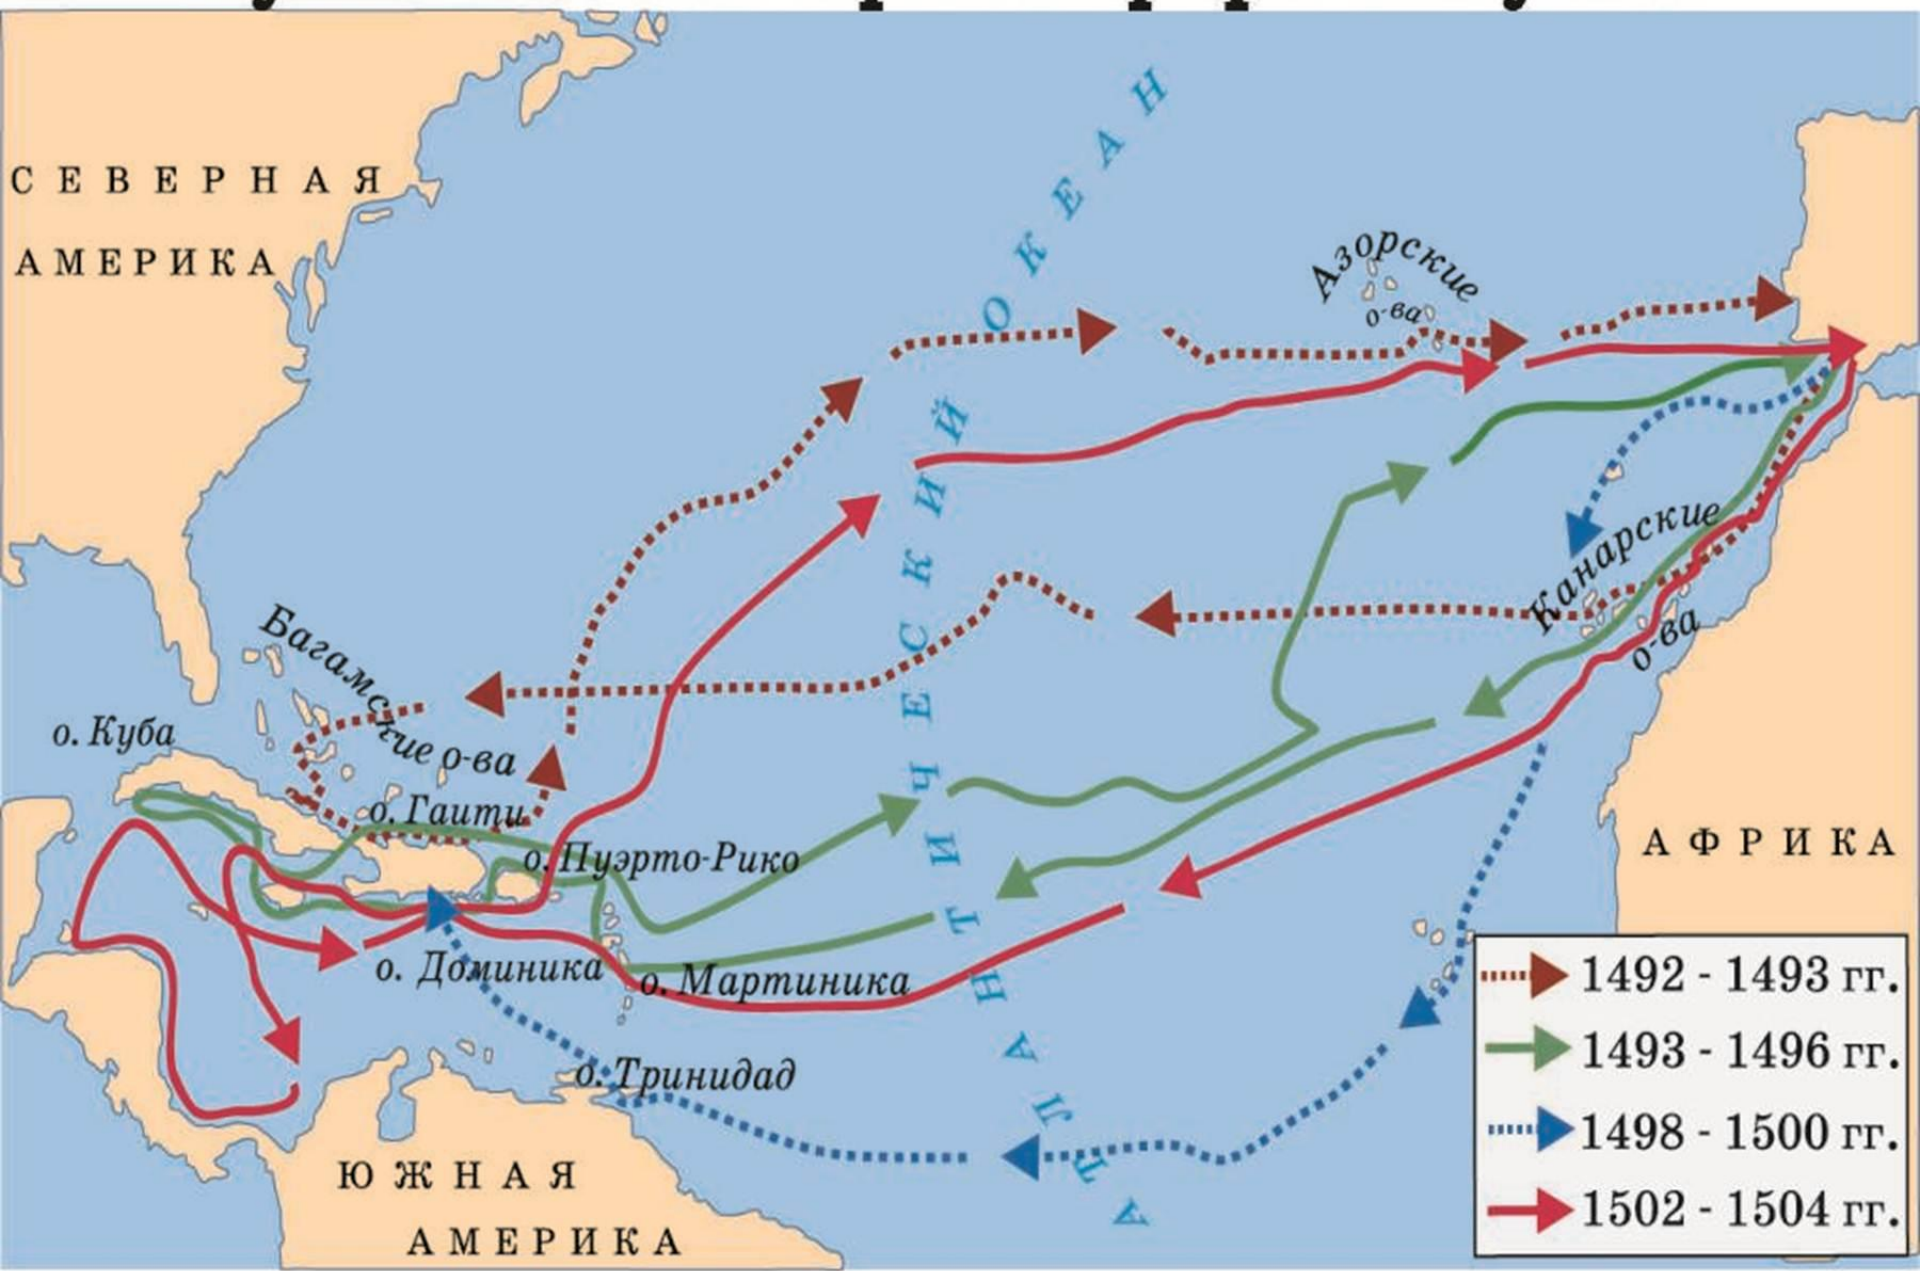 СЕВЕРНАЯ
АМЕРИКА
АТЛАНТИЧЕСКИЙ ОКЕАН
Азорские
о-ва
Канарские
о-ва
Багамские о-ва
о. Куба
о. Гаити
о. Пуэрто-Рико
о. Доминика
о. Мартиника
о. Тринидад
АФРИКА
ЮЖНАЯ
АМЕРИКА
1492 - 1493 гг.
1493 - 1496 гг.
1498 - 1500 гг.
1502 - 1504 гг.